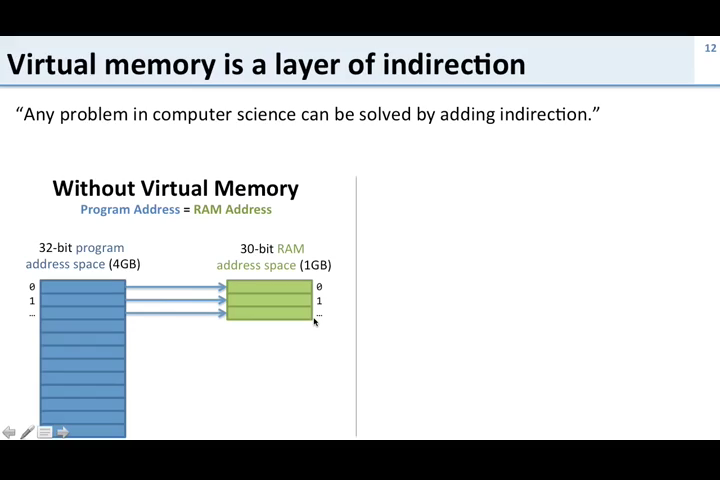 12
Virtual memory is a layer of indirection
“Any problem in computer science can be solved by adding indirection.”
Without Virtual Memory
Program Address = RAM Address
32-bit program
address space (4GB)
30-bit RAM
address space (1GB)
0
1
…
0
1
…